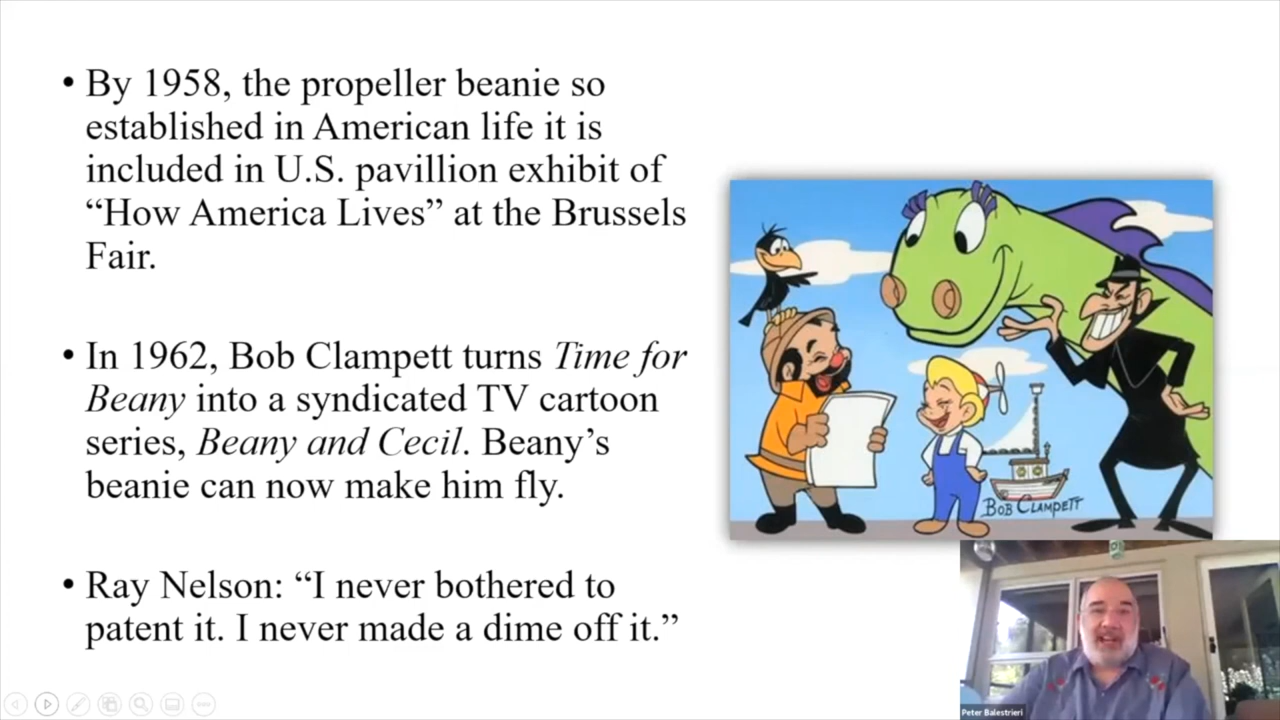 • By 1958, the propeller beanie so
established in American life it is
included in U.S. pavillion exhibit of
“How America Lives” at the Brussels
Fair.
• In 1962, Bob Clampett turns Time for
Beany into a syndicated TV cartoon
series, Beany and Cecil. Beany’s
beanie can now make him fly.
• Ray Nelson: “I never bothered to
patent it. I never made a dime off it.”
BOB CLAMPETT
Peter Balestrieri